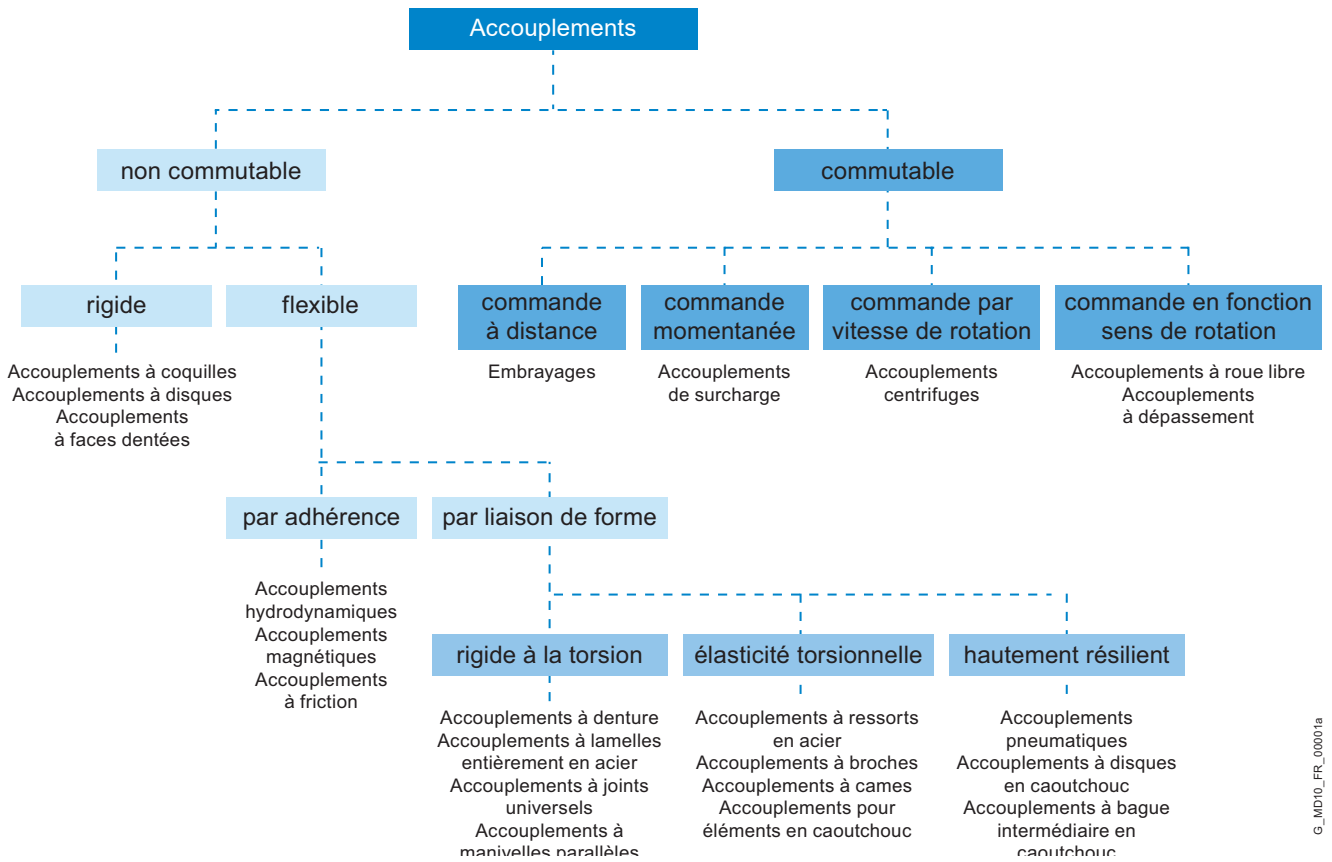 Accouplements
non commutable
commutable
rigide
flexible
commande
à distance
commande
momentanée
commande par
vitesse de rotation
commande en fonction
sens de rotation
Accouplements à coquilles
Accouplements à disques
Accouplements
à faces dentées
Embrayages
Accouplements
de surcharge
Accouplements
centrifuges
Accouplements à roue libre
Accouplements
à dépassement
par adhérence
par liaison de forme
Accouplements
hydrodynamiques
Accouplements
magnétiques
Accouplements
à friction
rigide à la torsion
élasticité torsionnelle
hautement résilient
Accouplements à denture
Accouplements à lamelles
entièrement en acier
Accouplements à joints
universels
Accouplements à
manivelles parallèles
Accouplements à ressorts
en acier
Accouplements à broches
Accouplements à cames
Accouplements pour
éléments en caoutchouc
Accouplements
pneumatiques
Accouplements à disques
en caoutchouc
Accouplements à bague
intermédiaire en
caoutchouc
G_MD10_FR_00001a